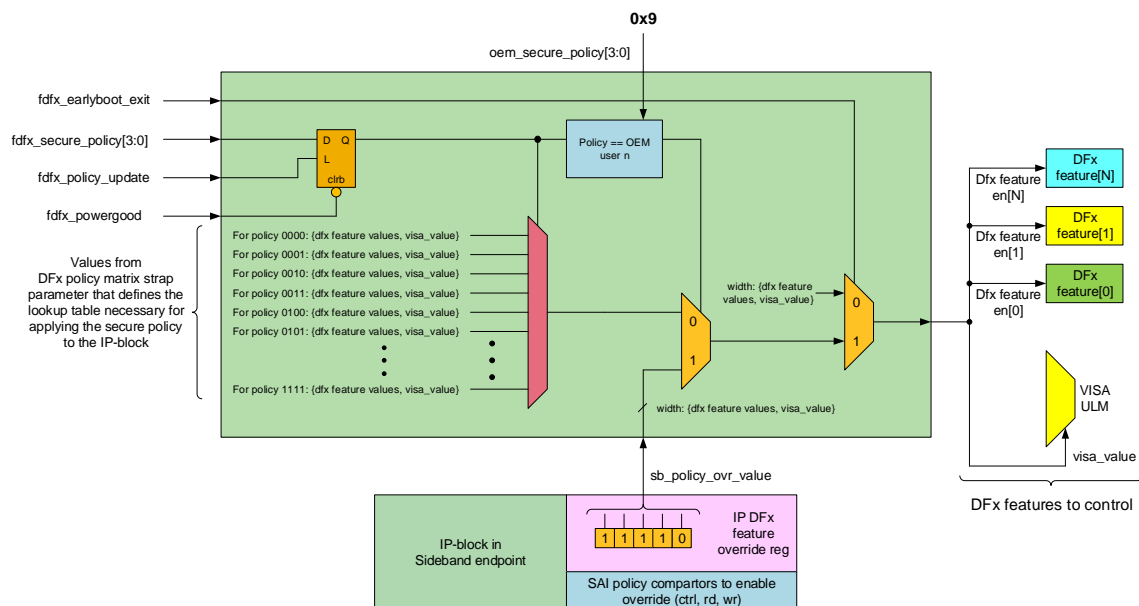 0x9
oem_secure_policy[3:0]
fdfx_earlyboot_exit
fdfx_secure_policy[3:0]
fdfx_policy_update
fdfx_powergood
D Q
L
clrb
Policy == OEM
user n
Values from
DFx policy matrix strap
parameter that defines the
lookup table necessary for
applying the secure policy
to the IP-block
For policy 0000: {dfx feature values, visa_value}
For policy 0001: {dfx feature values, visa_value}
For policy 0010: {dfx feature values, visa_value}
For policy 0011: {dfx feature values, visa_value}
For policy 0100: {dfx feature values, visa_value}
For policy 0101: {dfx feature values, visa_value}
For policy 1111: {dfx feature values, visa_value}
0
1
width: {dfx feature
values, visa_value}
0
1
width: {dfx feature values, visa_value}
sb_policy_ovr_value
DFx
feature[N]
Dfx feature
en[N]
DFx
feature[1]
Dfx feature
en[1]
DFx
feature[0]
Dfx feature
en[0]
VISA
ULM
visa_value
DFx features to control
IP-block in
Sideband endpoint
1 1 1 1 0
IP DFx
feature
override reg
SAI policy compartors to enable
override (ctrl, rd, wr)